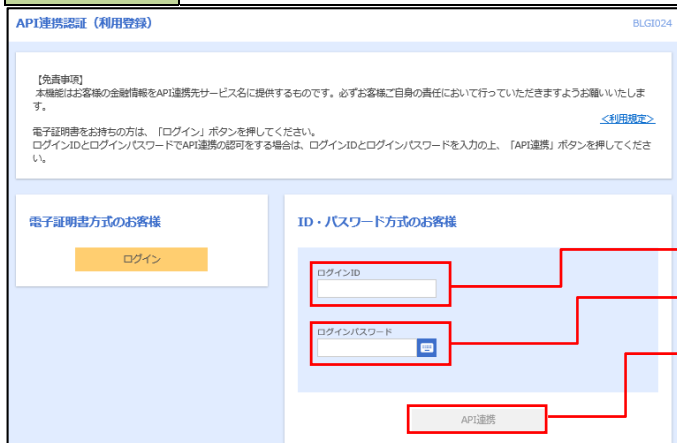 API連携認証（利用登録）
BLGI024
【免責事項】
本機能はお客様の金融情報をAPI連携先サービス名に提供するものです。必ずお客様ご自身の責任において行っていただきますようお願いいたしま
す。
＜利用規定＞
電子証明書をお持ちの方は、「ログイン」ボタンを押してください。
ログインIDとログインパスワードでAPI連携の認可をする場合は、ログインIDとログインパスワードを入力の上、「API連携」ボタンを押してくださ
い。
電子証明書方式のお客様
ログイン
ID・パスワード方式のお客様
ログインID
ログインパスワード
API連携